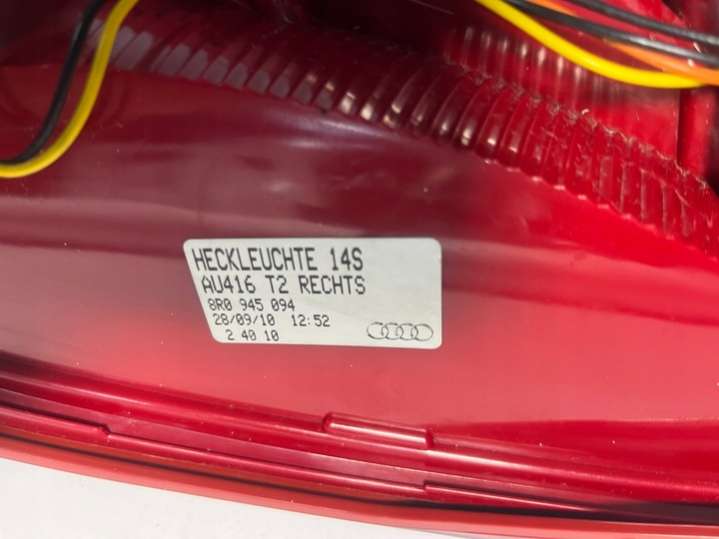 HECKLEUCHTE 14S
AU416 T2 RECHTS
8R0 945 094
28/09/10 12:52
2 40 10